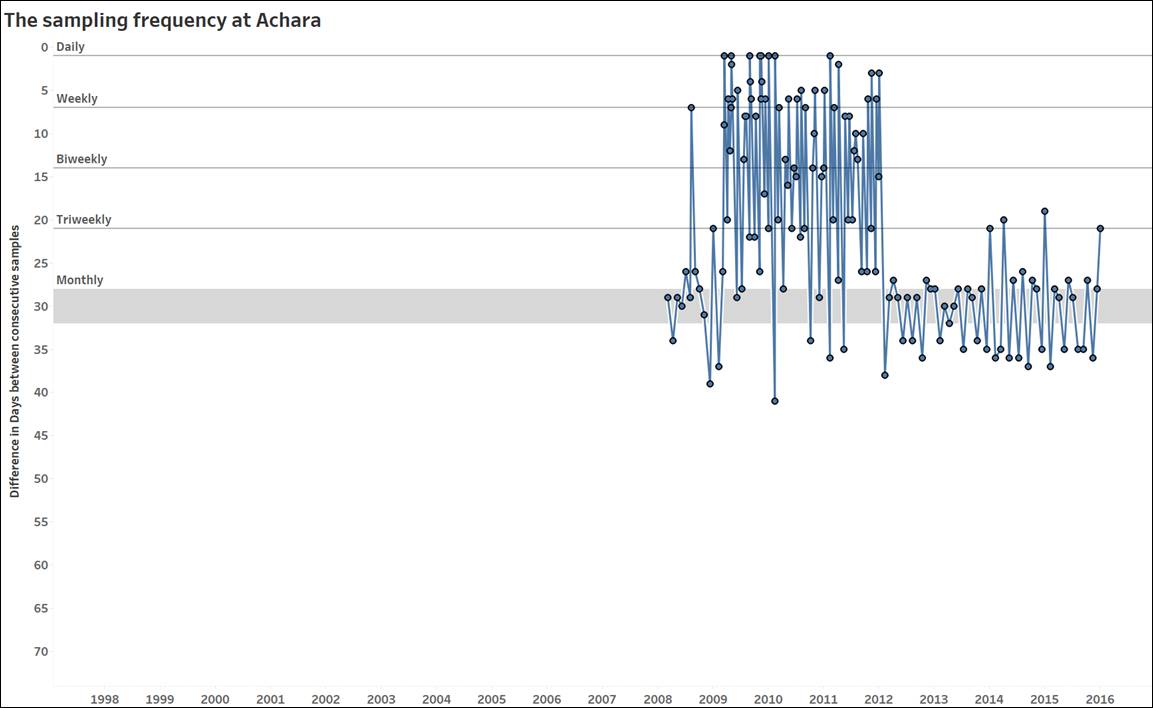 The sampling frequency at Achara
Difference in Days between consecutive samples
0
Daily
5
Weekly
10
Biweekly
15
20
Triweekly
25
Monthly
30
35
40
45
50
55
60
65
70
1998 1999 2000 2001 2002 2003 2004 2005 2006 2007 2008 2009 2010 2011 2012 2013 2014 2015 2016